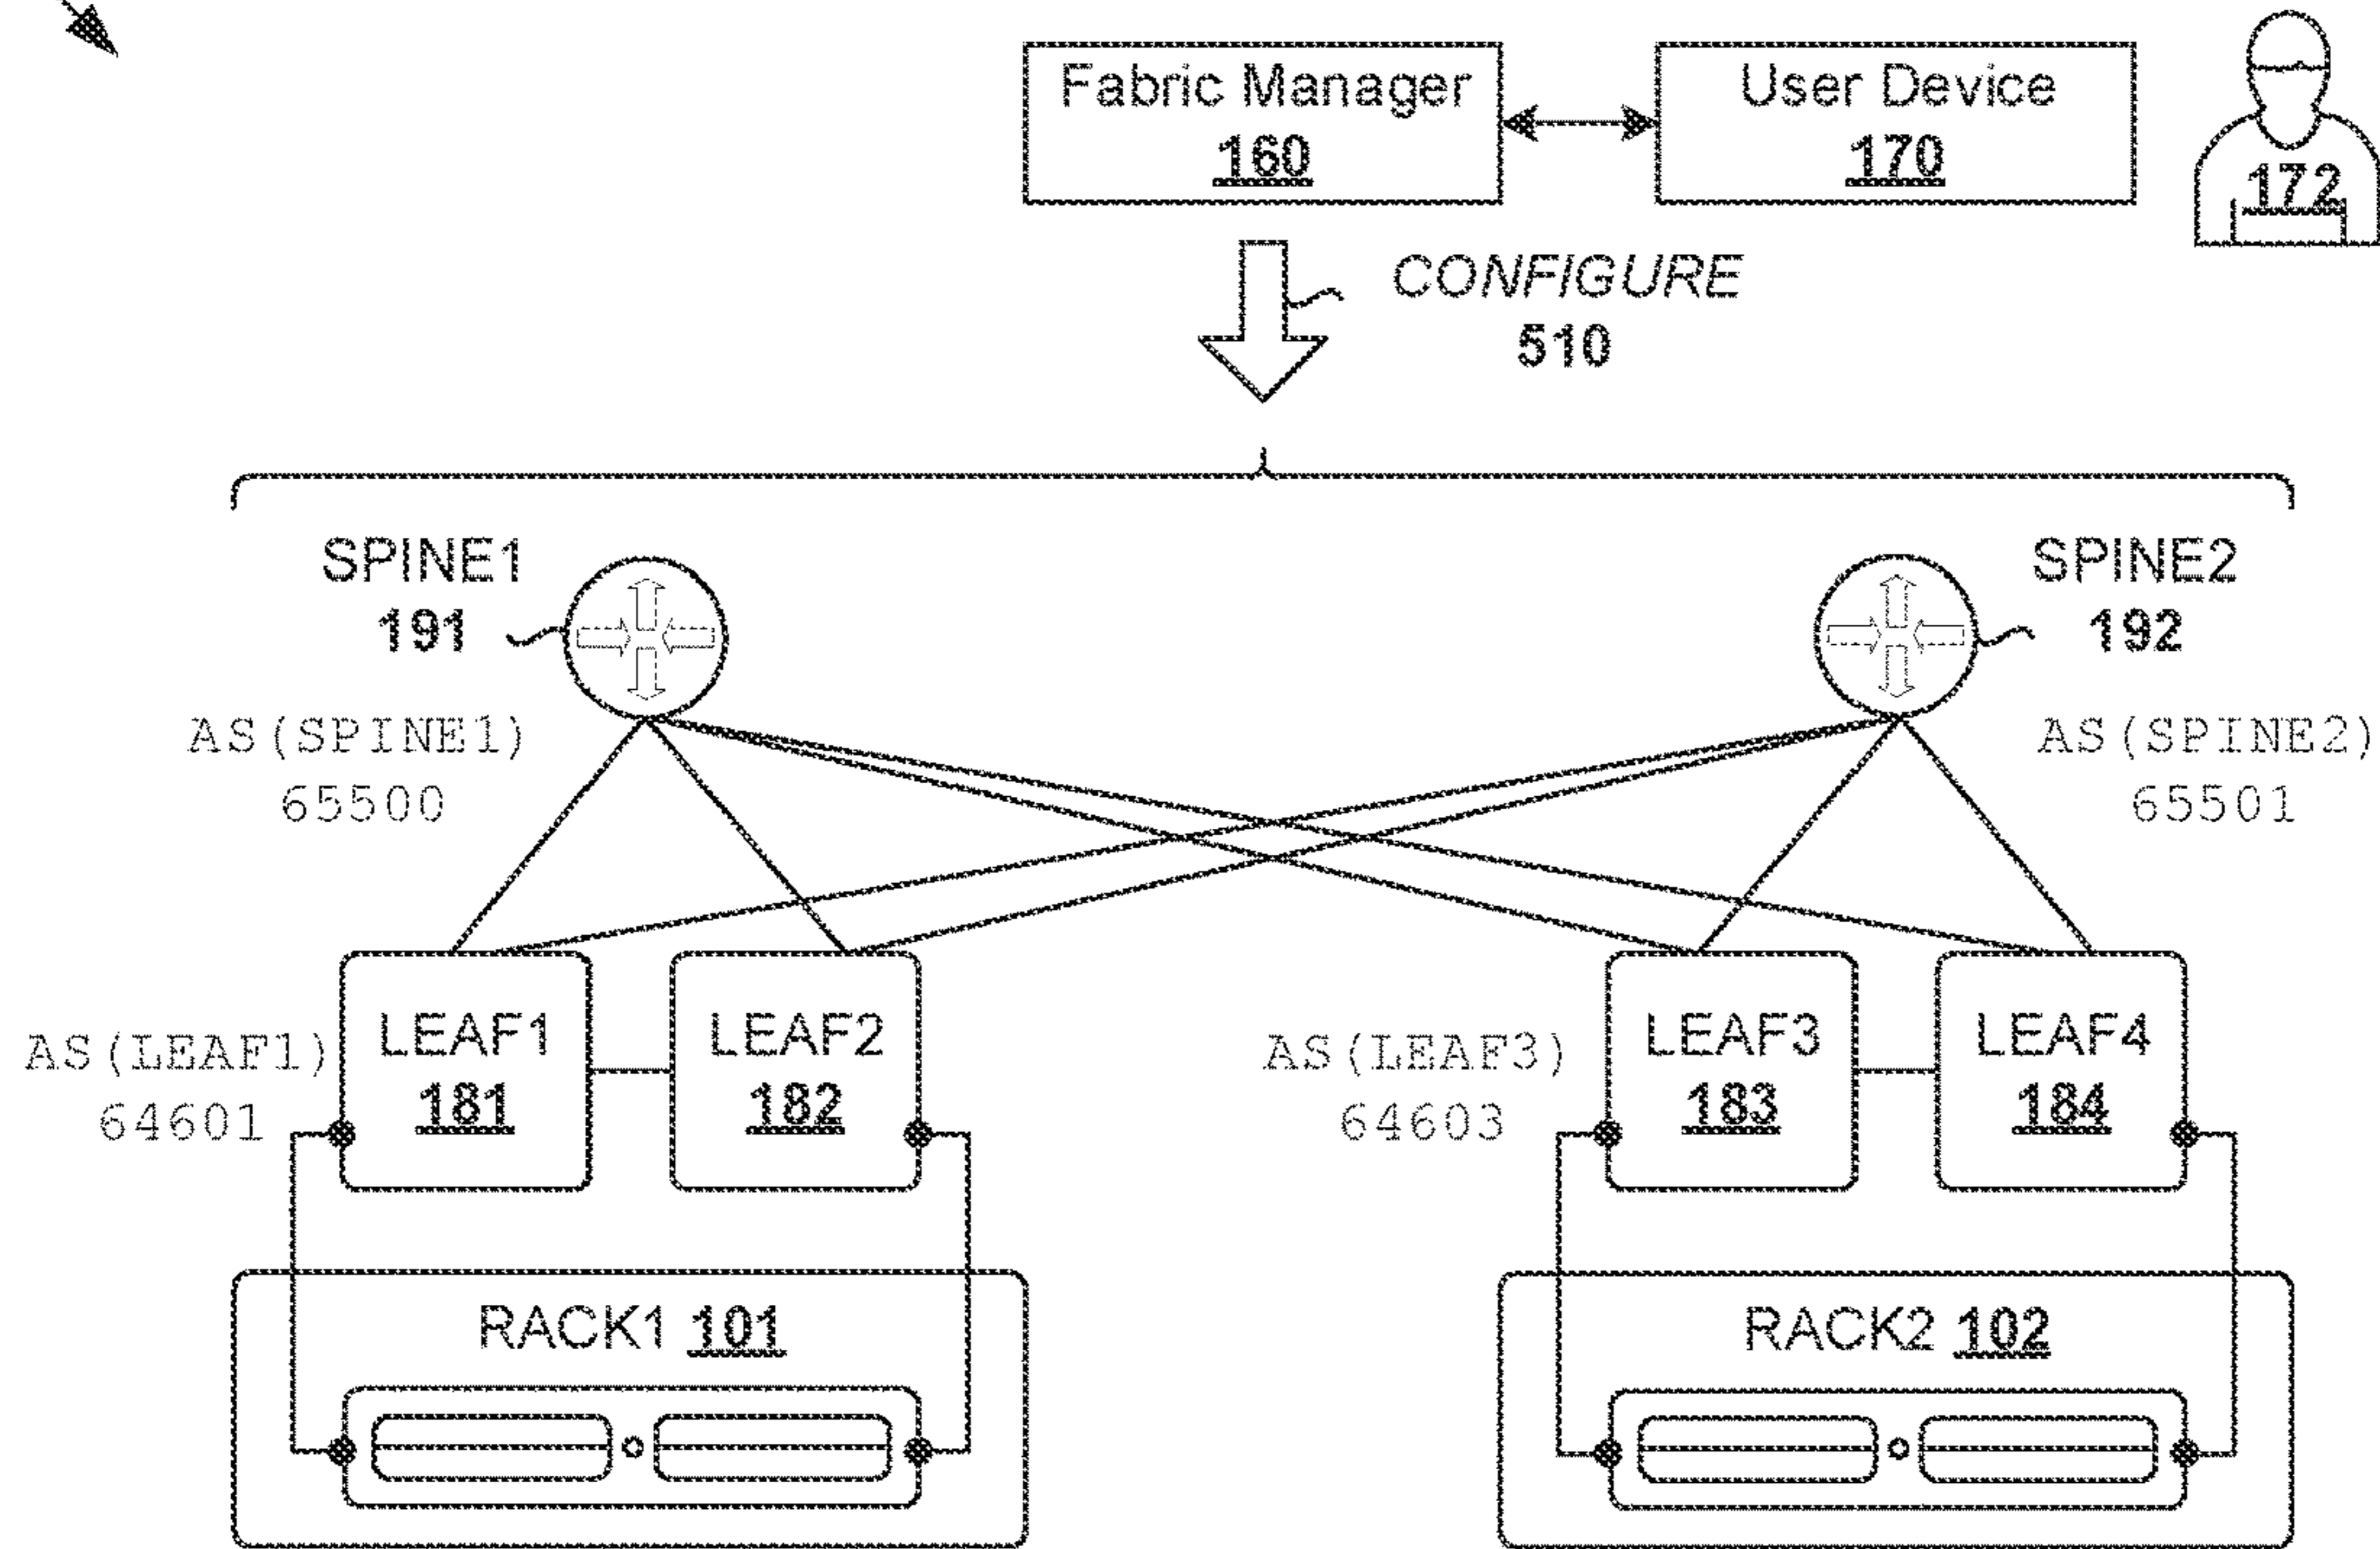 Fabric Manager
160
User Device
170
172
CONFIGURE
510
SPINE1
191
SPINE2
192
AS(SPINE1)
65500
AS(SPINE2)
65501
AS(LEAF1)
64601
LEAF1
181
LEAF2
182
AS(LEAF3)
64603
LEAF3
183
LEAF4
184
RACK1 101
RACK2 102